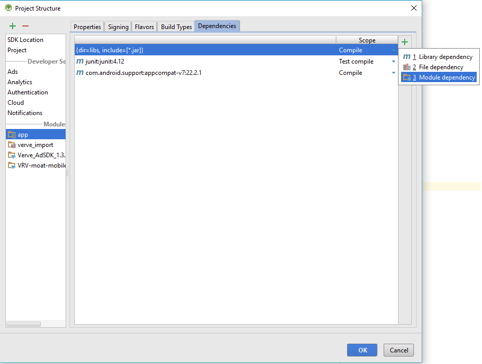 Project Structure
SDK Location
Project
Developer Se
Ads
Analytics
Authentication
Cloud
Notifications
Modules
app
verve_import
Verve_AdSDK_1.3.
VRV-moat-mobile
Properties Signing Flavors Build Types Dependencies
Scope
{dir=libs, include=[*.jar]} Compile
m junit:junit:4.12 Test compile
m com.android.support:appcompat-v7:22.2.1 Compile
m 1 Library dependency
2 File dependency
3 Module dependency
OK Cancel